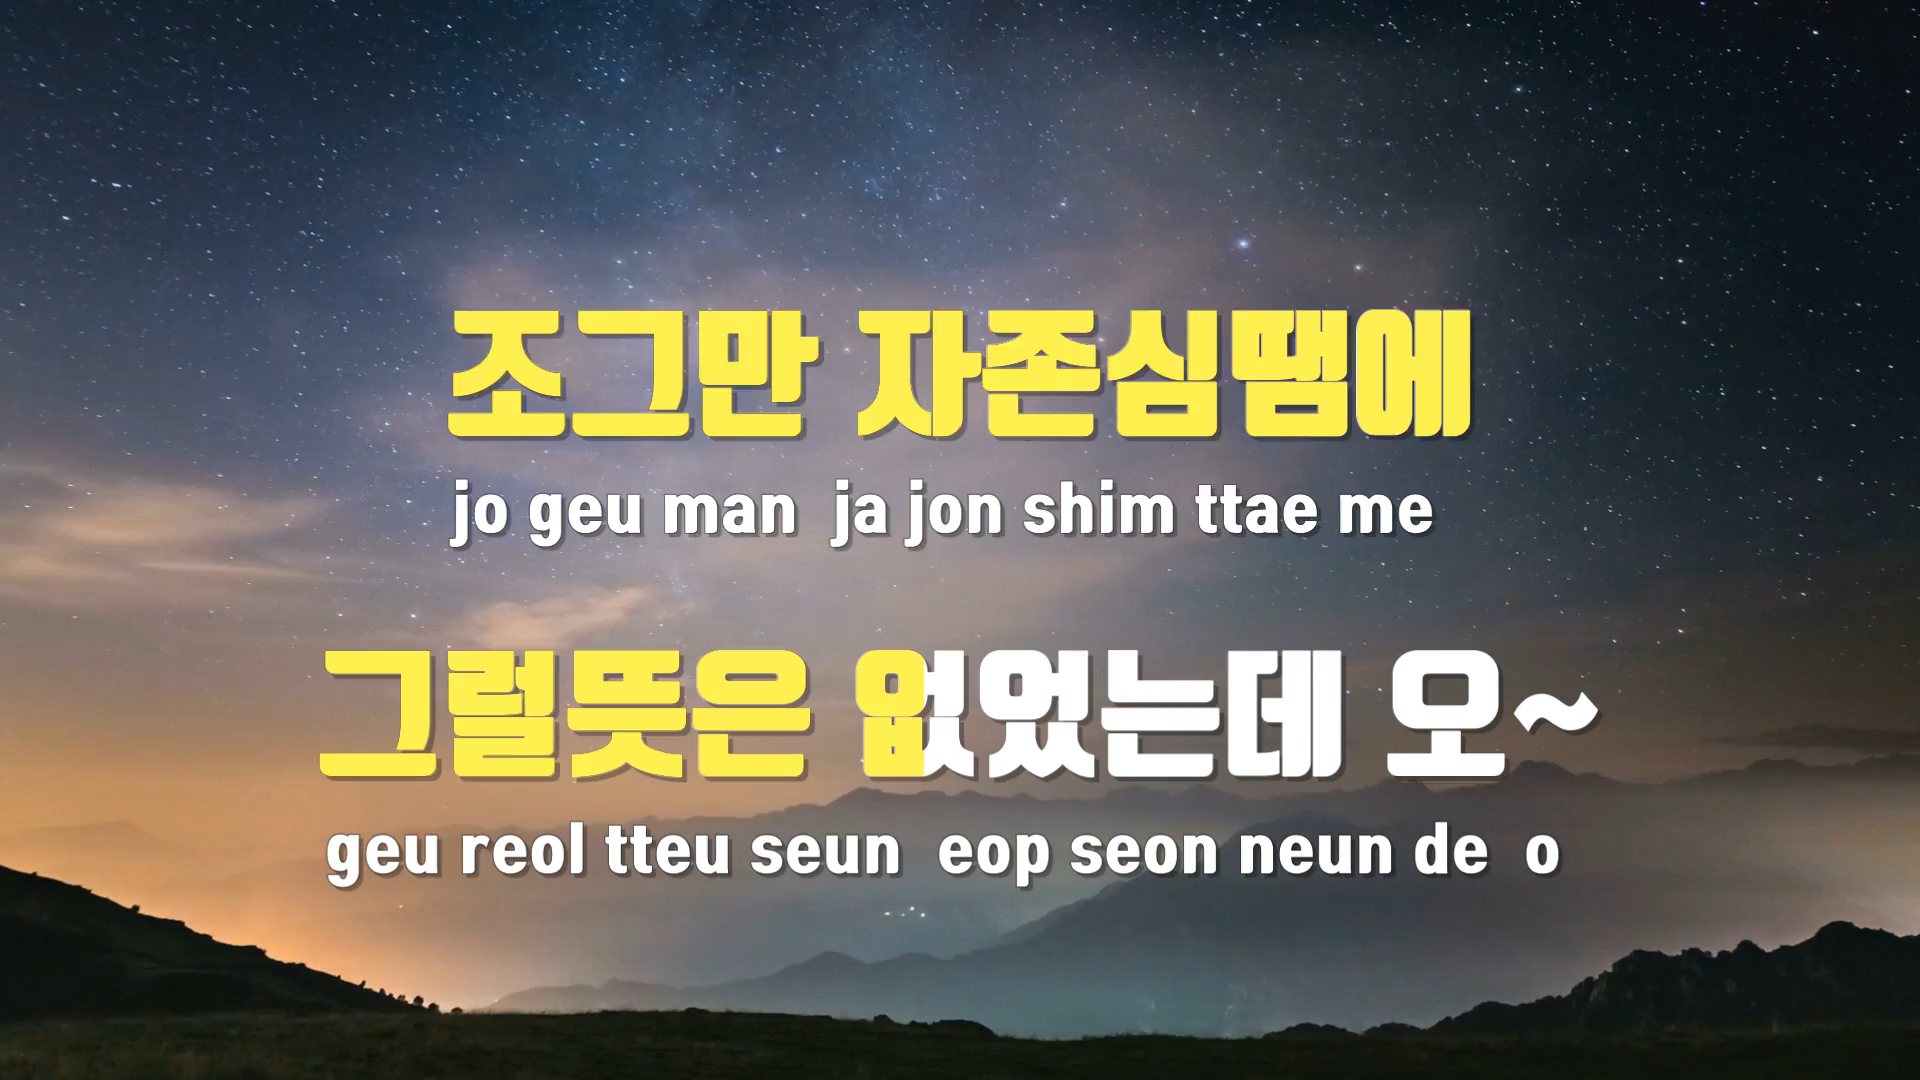 조그만 자존심땜에
jo geu man ja jon shim ttae me
그럴뜻은 없었는데 오~
geu reol tteu seun eop seon neun de o